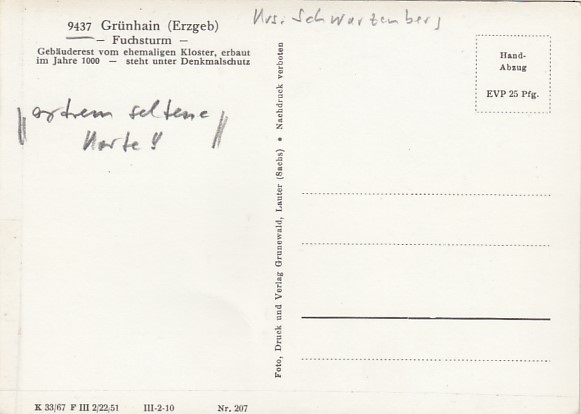 Krs. Schwarzenberg
9437 Grünhain (Erzgeb)
— Fuchsturm —
Gebäuderest vom ehemaligen Kloster, erbaut
im Jahre 1000 — steht unter Denkmalschutz
extrem seltene
Karte!!
Hand-
Abzug
EVP 25 Pfg.
Foto, Druck und Verlag Grunewald, Lauter (Sachs) * Nachdruck verboten
K 33/67 F III 2/22,51 III-2-10 Nr. 207